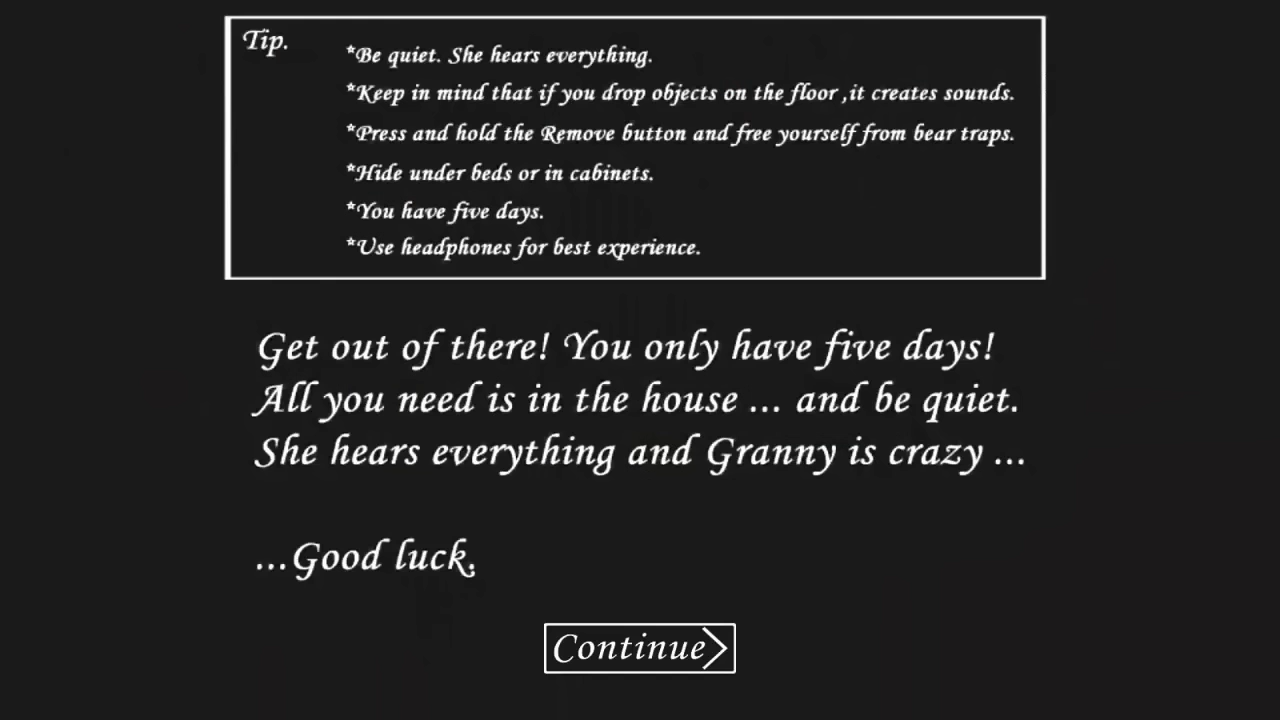 Tip.
*Be quiet. She hears everything.
*Keep in mind that if you drop objects on the floor ,it creates sounds.
*Press and hold the Remove button and free yourself from bear traps.
*Hide under beds or in cabinets.
*You have five days.
*Use headphones for best experience.
Get out of there! You only have five days!
All you need is in the house ... and be quiet.
She hears everything and Granny is crazy ...
...Good luck.
Continue>